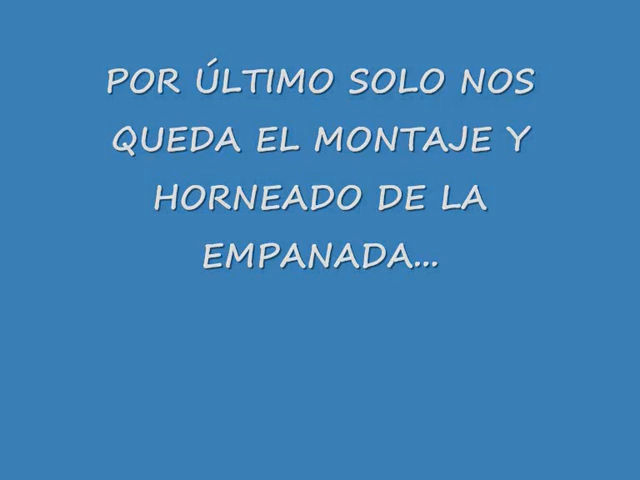 POR ÚLTIMO SOLO NOS
QUEDA EL MONTAJE Y
HORNEADO DE LA
EMPANADA...